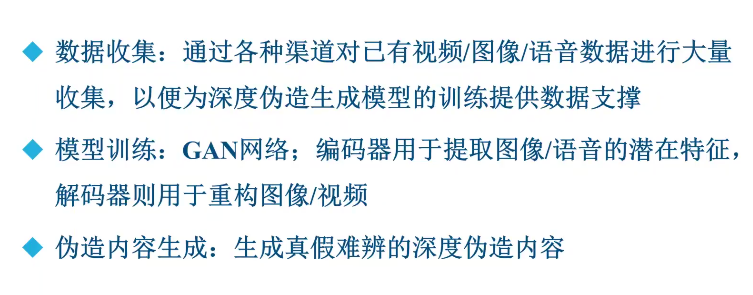 ◆ 数据收集：通过各种渠道对已有视频/图像/语音数据进行大量
收集，以便为深度伪造生成模型的训练提供数据支撑
◆ 模型训练：GAN网络；编码器用于提取图像/语音的潜在特征，
解码器则用于重构图像/视频
◆ 伪造内容生成：生成真假难辨的深度伪造内容